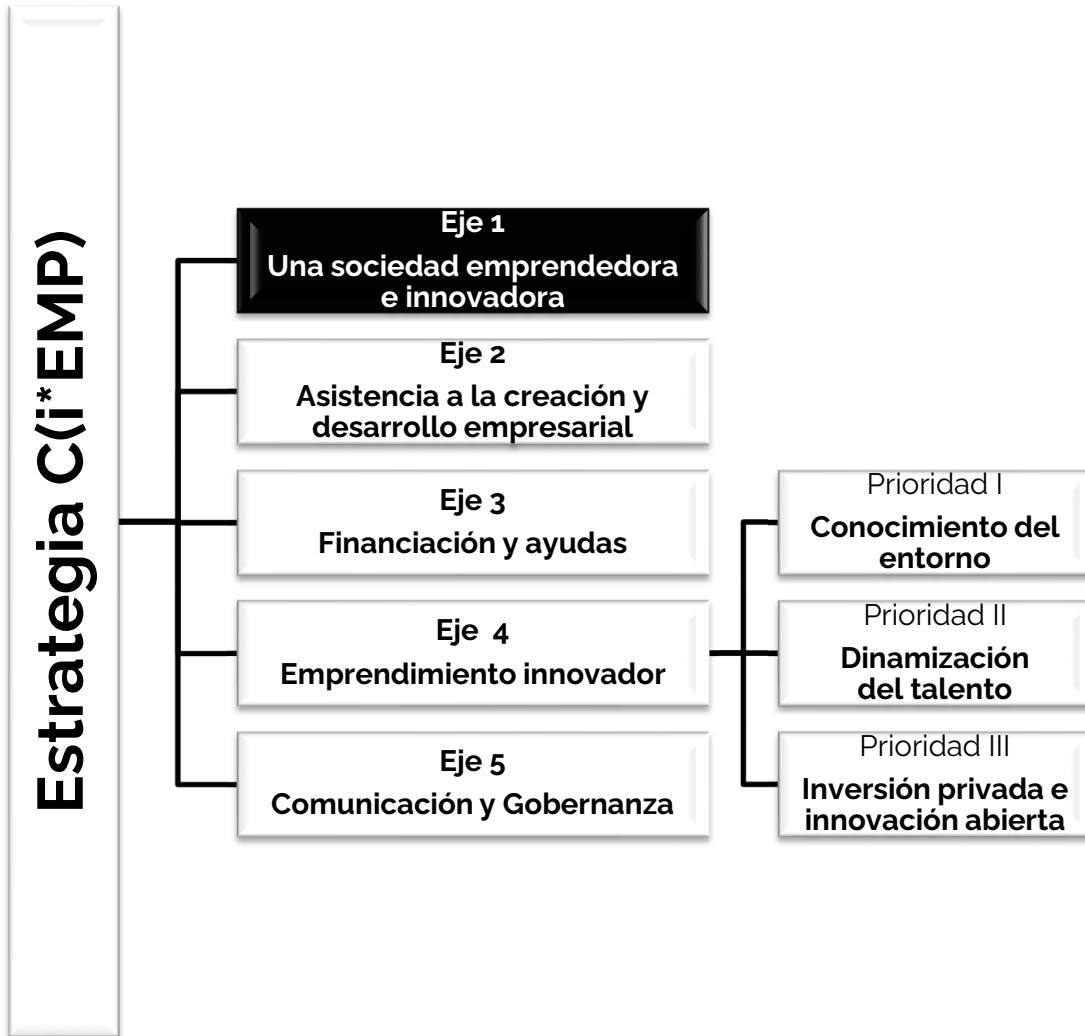 Estrategia C(i*EMP)
Eje 1
Una sociedad emprendedora
e innovadora
Eje 2
Asistencia a la creación y
desarrollo empresarial
Eje 3
Financiación y ayudas
Eje 4
Emprendimiento innovador
Eje 5
Comunicación y Gobernanza
Prioridad I
Conocimiento del
entorno
Prioridad II
Dinamización
del talento
Prioridad III
Inversión privada e
innovación abierta